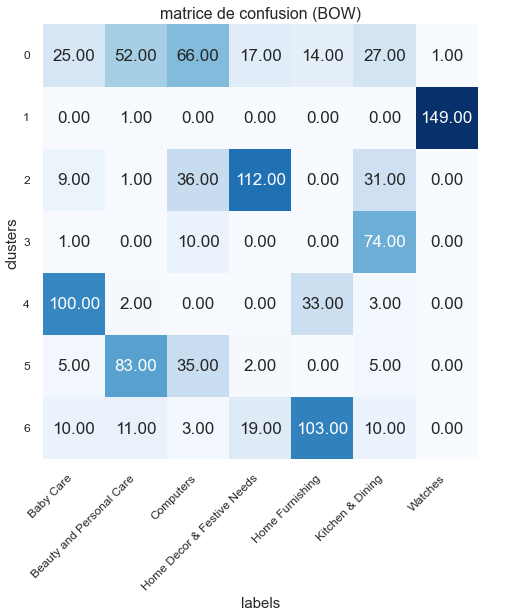 matrice de confusion (BOW)
0 25.00 52.00 66.00 17.00 14.00 27.00 1.00
1 0.00 1.00 0.00 0.00 0.00 0.00 149.00
2 9.00 1.00 36.00 112.00 0.00 31.00 0.00
3 1.00 0.00 10.00 0.00 0.00 74.00 0.00
4 100.00 2.00 0.00 0.00 33.00 3.00 0.00
5 5.00 83.00 35.00 2.00 0.00 5.00 0.00
6 10.00 11.00 3.00 19.00 103.00 10.00 0.00
clusters
Baby Care
Beauty and Personal Care
Computers
Home Decor & Festive Needs
Home Furnishing
Kitchen & Dining
Watches
labels